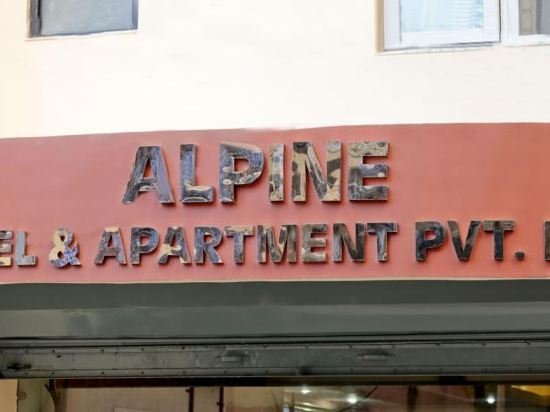 ALPINE
EL & APARTMENT PVT.